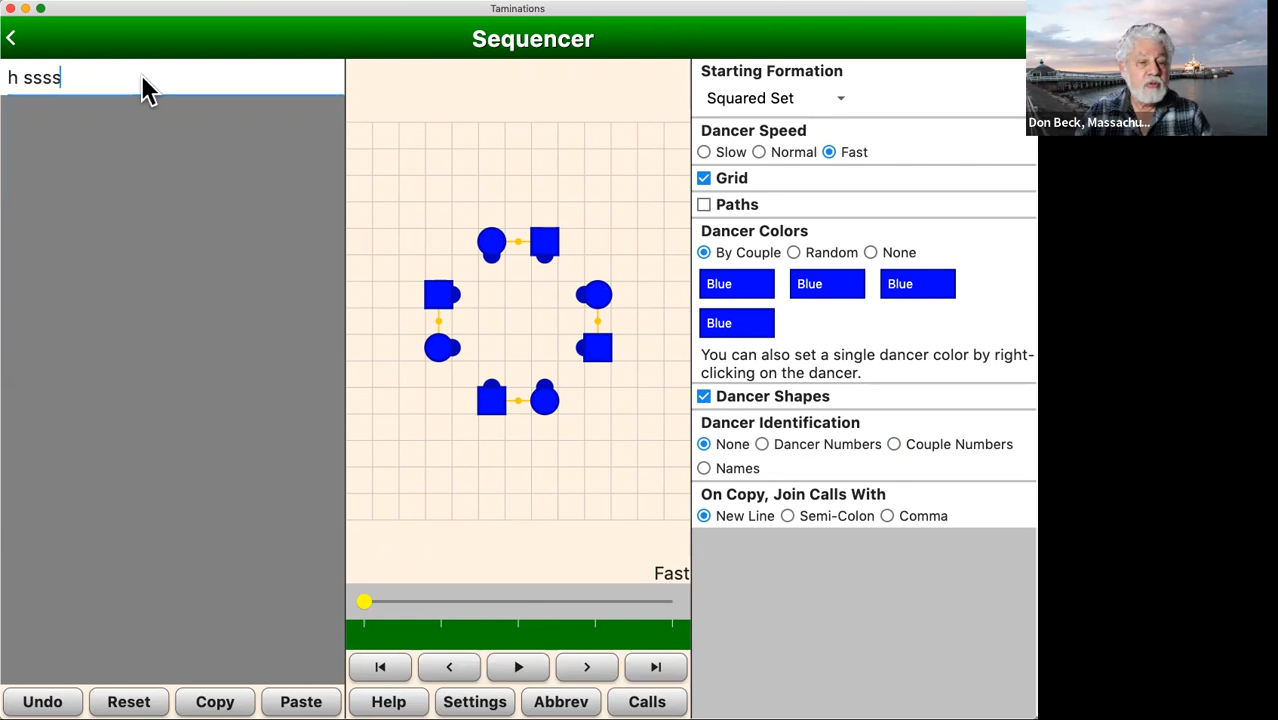 Taminations
Sequencer
h ssss
Starting Formation
Squared Set
Dancer Speed
Slow Normal Fast
Grid
Paths
Dancer Colors
By Couple Random None
Blue Blue Blue
Blue
You can also set a single dancer color by right-
clicking on the dancer.
Dancer Shapes
Dancer Identification
None Dancer Numbers Couple Numbers
Names
On Copy, Join Calls With
New Line Semi-Colon Comma
Fast
Undo Reset Copy Paste
Help Settings Abbrev Calls
Don Beck, Massachu...